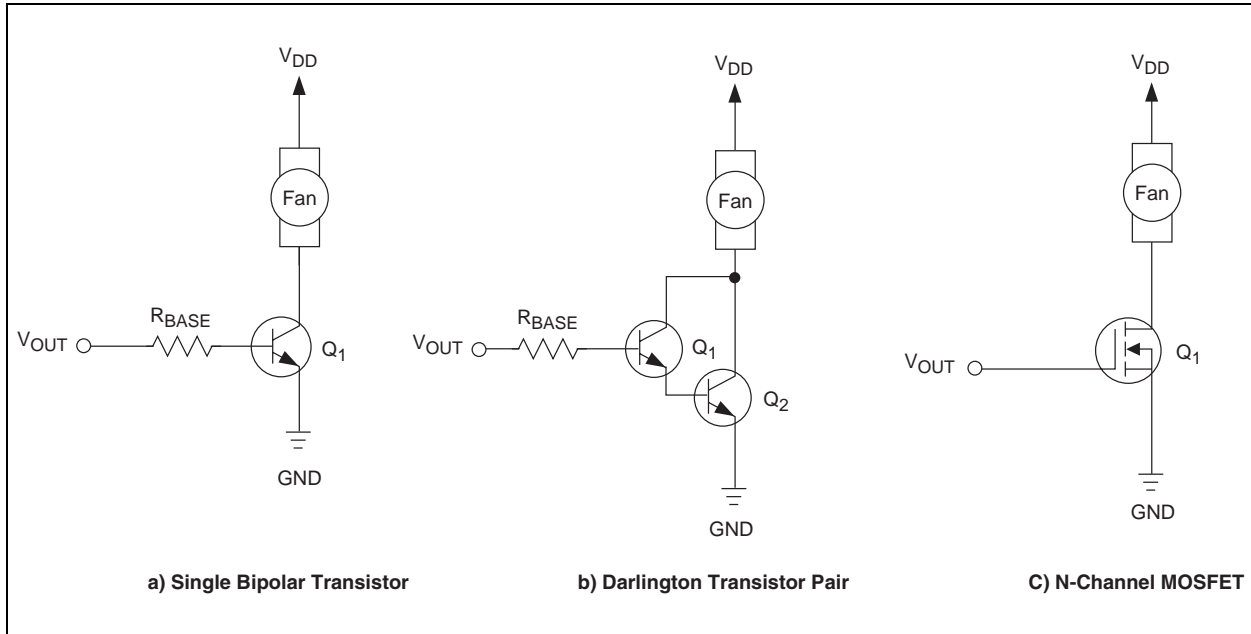 VDD
Fan
RBASE
VOUT
Q1
GND
a) Single Bipolar Transistor
VDD
Fan
RBASE
VOUT
Q1
Q2
GND
b) Darlington Transistor Pair
VDD
Fan
VOUT
Q1
GND
C) N-Channel MOSFET